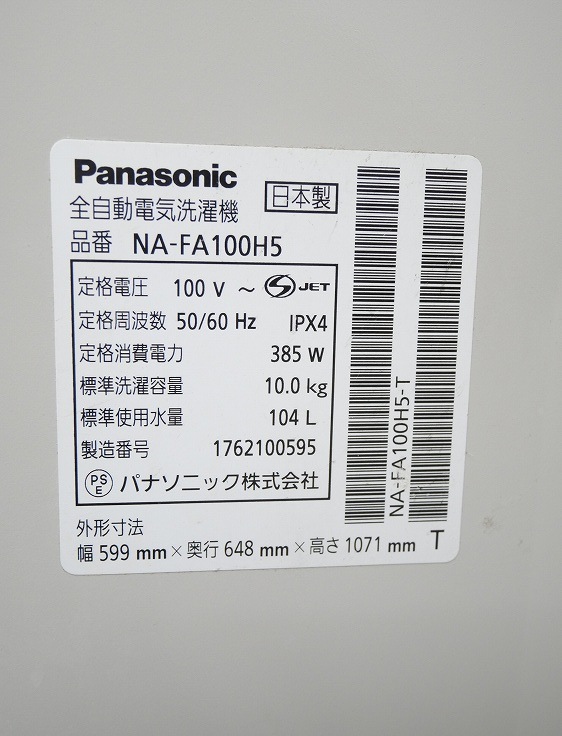 Panasonic
日本製
全自動電気洗濯機
品番 NA-FA100H5
定格電圧 100 V ～ S JET
定格周波数 50/60 Hz IPX4
定格消費電力 385 W
標準洗濯容量 10.0 kg
標準使用水量 104 L
製造番号 1762100595
PS E パナソニック株式会社
外形寸法
幅 599 mm × 奥行 648 mm × 高さ 1071 mm T
NA-FA100H5-T